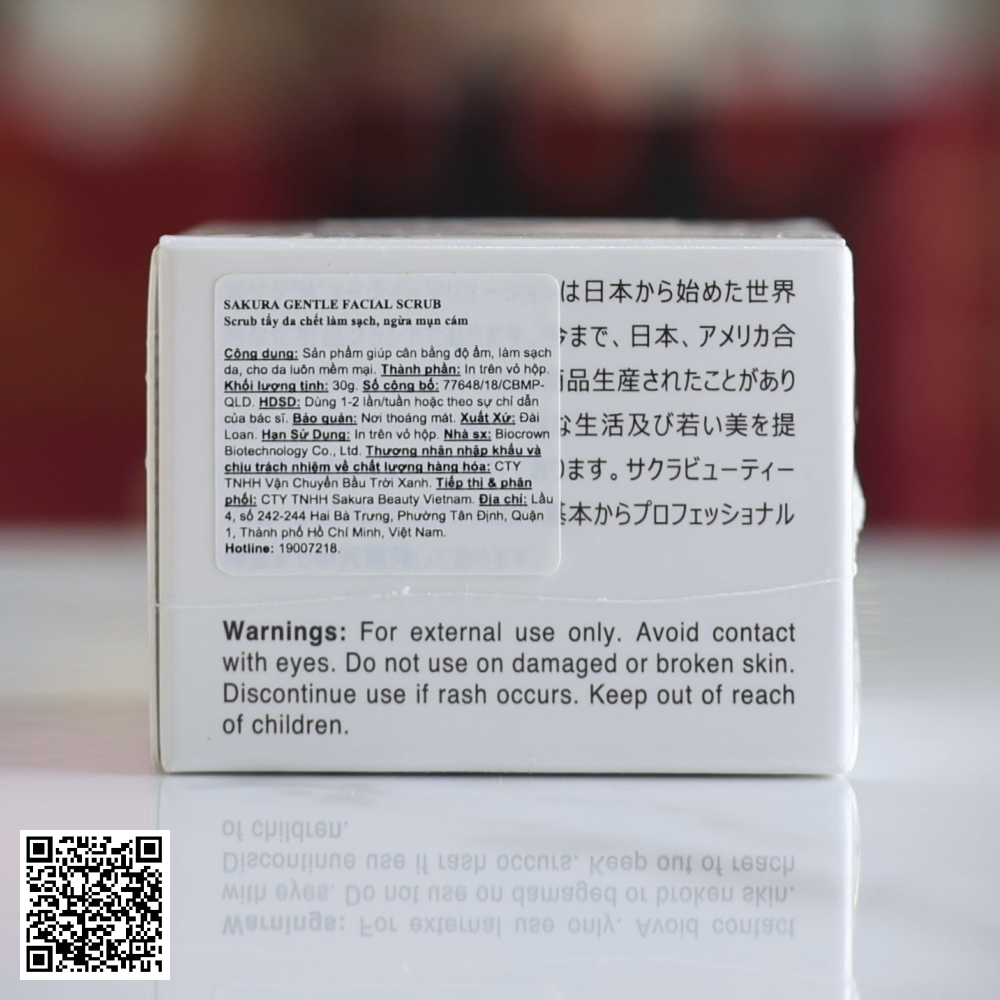 SAKURA GENTLE FACIAL SCRUB
Scrub tẩy da chết làm sạch, ngừa mụn cám
Công dụng: Sản phẩm giúp cân bằng độ ẩm, làm sạch
da, cho da luôn mềm mại. Thành phần: In trên vỏ hộp.
Khối lượng tịnh: 30g. Số công bố: 77648/18/CBMP-
QLD. HDSD: Dùng 1-2 lần/tuần hoặc theo sự chỉ dẫn
của bác sĩ. Bảo quản: Nơi thoáng mát. Xuất Xứ: Đài
Loan. Hạn Sử Dụng: In trên vỏ hộp. Nhà sx: Biocrown
Biotechnology Co., Ltd. Thương nhân nhập khẩu và
chịu trách nhiệm về chất lượng hàng hóa: CTY
TNHH Vận Chuyển Bầu Trời Xanh. Tiếp thị & phân
phối: CTY TNHH Sakura Beauty Vietnam. Địa chỉ: Lầu
4, số 242-244 Hai Bà Trưng, Phường Tân Định, Quận
1, Thành phố Hồ Chí Minh, Việt Nam.
Hotline: 19007218.
は日本から始めた世界
今まで、日本、アメリカ合
商品生産されたことがあり
な生活及び若い美を提
ります。サクラビューティー
基本からプロフェッショナル
Warnings: For external use only. Avoid contact
with eyes. Do not use on damaged or broken skin.
Discontinue use if rash occurs. Keep out of reach
of children.